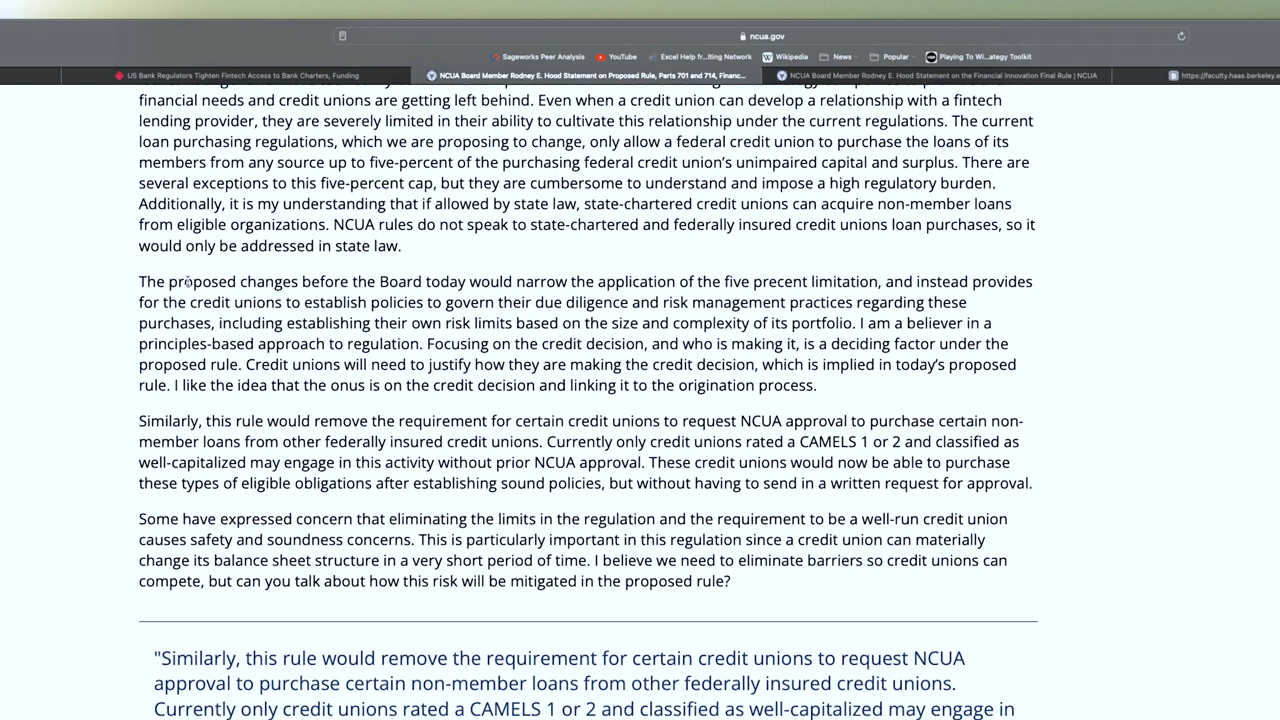 ncua.gov
Sageworks Peer Analysis
YouTube
Excel Help fr...lting Network
Wikipedia
News
Popular
Playing To Wi...ategy Toolkit
US Bank Regulators Tighten Fintech Access to Bank Charters, Funding
NCUA Board Member Rodney E. Hood Statement on Proposed Rule, Parts 701 and 714, Financ...
NCUA Board Member Rodney E. Hood Statement on the Financial Innovation Final Rule | NCUA
https://faculty.haas.berkeley.e
financial needs and credit unions are getting left behind. Even when a credit union can develop a relationship with a fintech
lending provider, they are severely limited in their ability to cultivate this relationship under the current regulations. The current
loan purchasing regulations, which we are proposing to change, only allow a federal credit union to purchase the loans of its
members from any source up to five-percent of the purchasing federal credit union's unimpaired capital and surplus. There are
several exceptions to this five-percent cap, but they are cumbersome to understand and impose a high regulatory burden.
Additionally, it is my understanding that if allowed by state law, state-chartered credit unions can acquire non-member loans
from eligible organizations. NCUA rules do not speak to state-chartered and federally insured credit unions loan purchases, so it
would only be addressed in state law.
The proposed changes before the Board today would narrow the application of the five precent limitation, and instead provides
for the credit unions to establish policies to govern their due diligence and risk management practices regarding these
purchases, including establishing their own risk limits based on the size and complexity of its portfolio. I am a believer in a
principles-based approach to regulation. Focusing on the credit decision, and who is making it, is a deciding factor under the
proposed rule. Credit unions will need to justify how they are making the credit decision, which is implied in today's proposed
rule. I like the idea that the onus is on the credit decision and linking it to the origination process.
Similarly, this rule would remove the requirement for certain credit unions to request NCUA approval to purchase certain non-
member loans from other federally insured credit unions. Currently only credit unions rated a CAMELS 1 or 2 and classified as
well-capitalized may engage in this activity without prior NCUA approval. These credit unions would now be able to purchase
these types of eligible obligations after establishing sound policies, but without having to send in a written request for approval.
Some have expressed concern that eliminating the limits in the regulation and the requirement to be a well-run credit union
causes safety and soundness concerns. This is particularly important in this regulation since a credit union can materially
change its balance sheet structure in a very short period of time. I believe we need to eliminate barriers so credit unions can
compete, but can you talk about how this risk will be mitigated in the proposed rule?
"Similarly, this rule would remove the requirement for certain credit unions to request NCUA
approval to purchase certain non-member loans from other federally insured credit unions.
Currently only credit unions rated a CAMELS 1 or 2 and classified as well-capitalized may engage in